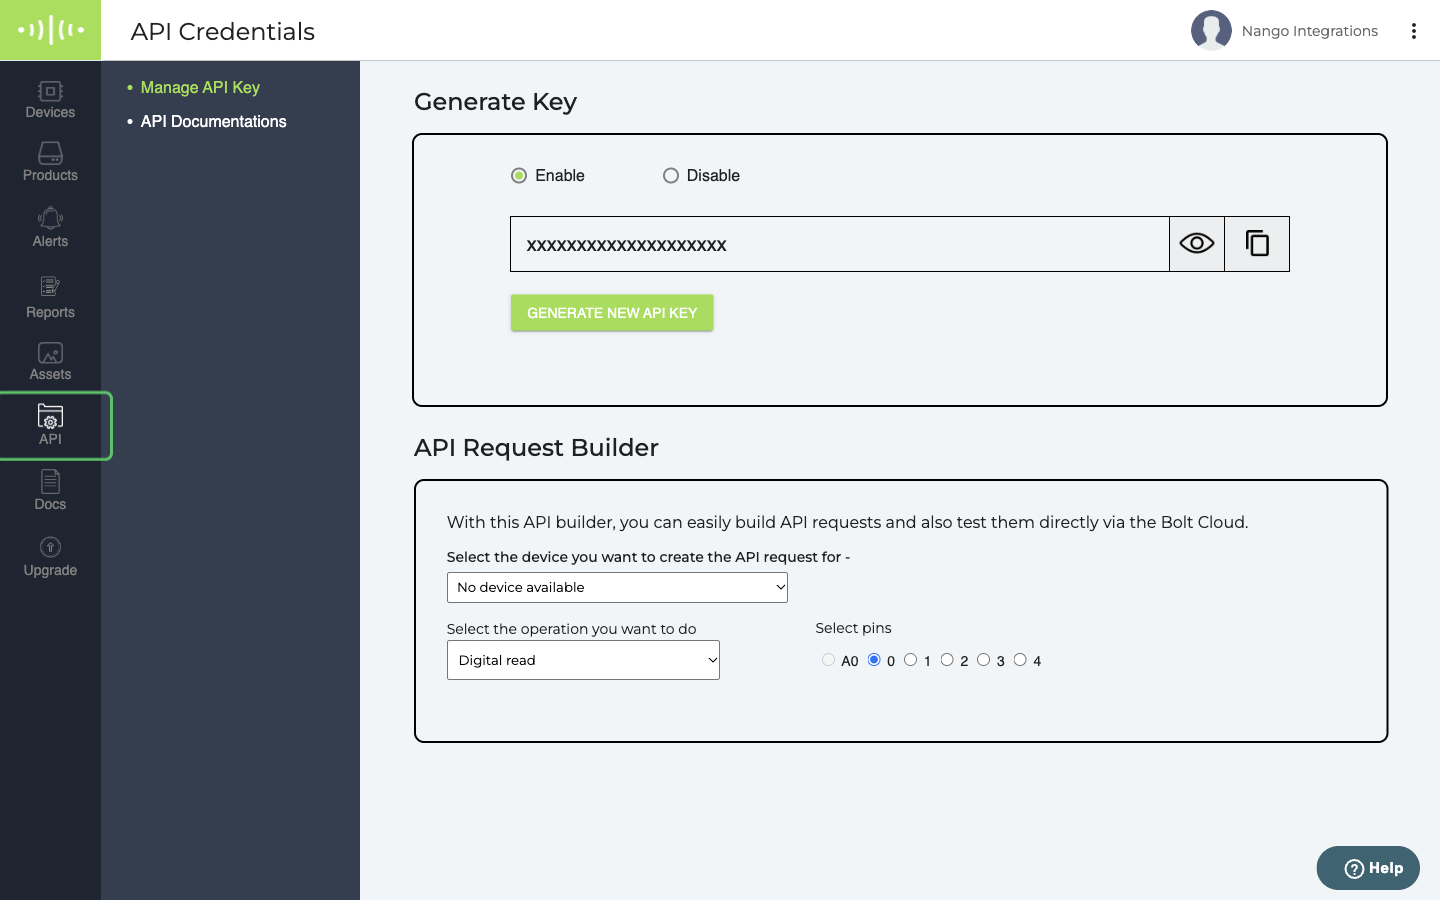 API Credentials
Nango Integrations
Devices
Products
Alerts
Reports
Assets
API
Docs
Upgrade
• Manage API Key
• API Documentations
Generate Key
Enable
Disable
xxxxxxxxxxxxxxxxxxxx
GENERATE NEW API KEY
API Request Builder
With this API builder, you can easily build API requests and also test them directly via the Bolt Cloud.
Select the device you want to create the API request for -
No device available
Select the operation you want to do
Digital read
Select pins
A0 0 1 2 3 4
Help